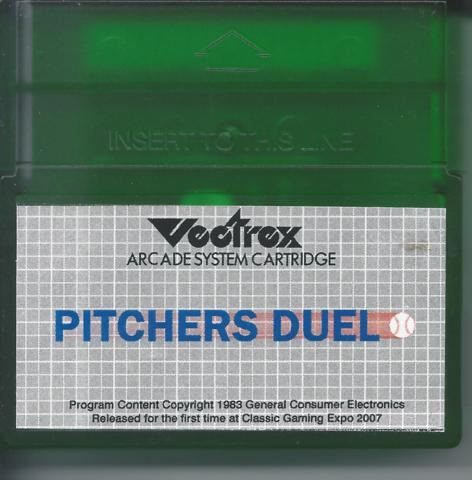 INSERT TO THIS LINE
Vectrex
ARCADE SYSTEM CARTRIDGE
PITCHERS DUEL
Program Content Copyright 1983 General Consumer Electronics
Released for the first time at Classic Gaming Expo 2007